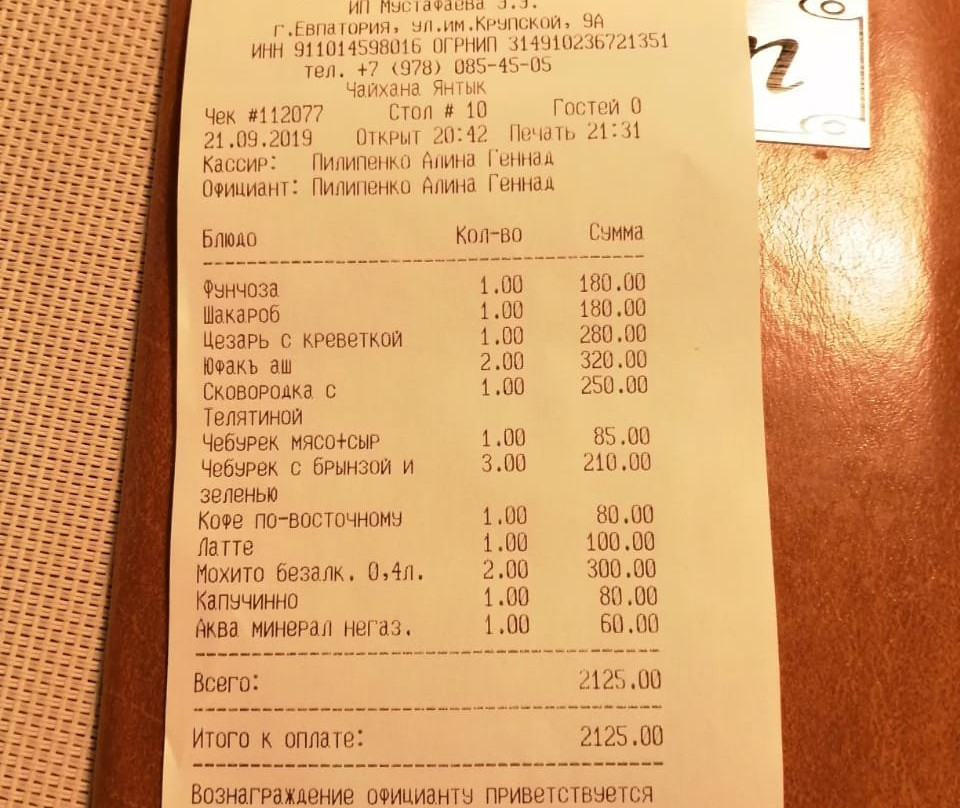 ИП Мустафаева Э.Э.
г.Евпатория, ул.им.Крупской, 9А
ИНН 911014598016 ОГРНИП 314910236721351
тел. +7 (978) 085-45-05
Чайхана Янтык
Чек #112077 Стол # 10 Гостей 0
21.09.2019 Открыт 20:42 Печать 21:31
Кассир: Пилипенко Алина Геннад
Официант: Пилипенко Алина Геннад
Блюдо Кол-во Сумма
Фунчоза 1.00 180.00
Шакароб 1.00 180.00
Цезарь с креветкой 1.00 280.00
Юфакъ аш 2.00 320.00
Сковородка с 1.00 250.00
Телятиной
Чебурек мясо+сыр 1.00 85.00
Чебурек с брынзой и 3.00 210.00
зеленью
Кофе по-восточному 1.00 80.00
Латте 1.00 100.00
Мохито безалк. 0,4л. 2.00 300.00
Капучинно 1.00 80.00
Аква минерал негаз. 1.00 60.00
Всего: 2125.00
Итого к оплате: 2125.00
Вознаграждение официанту приветствуется